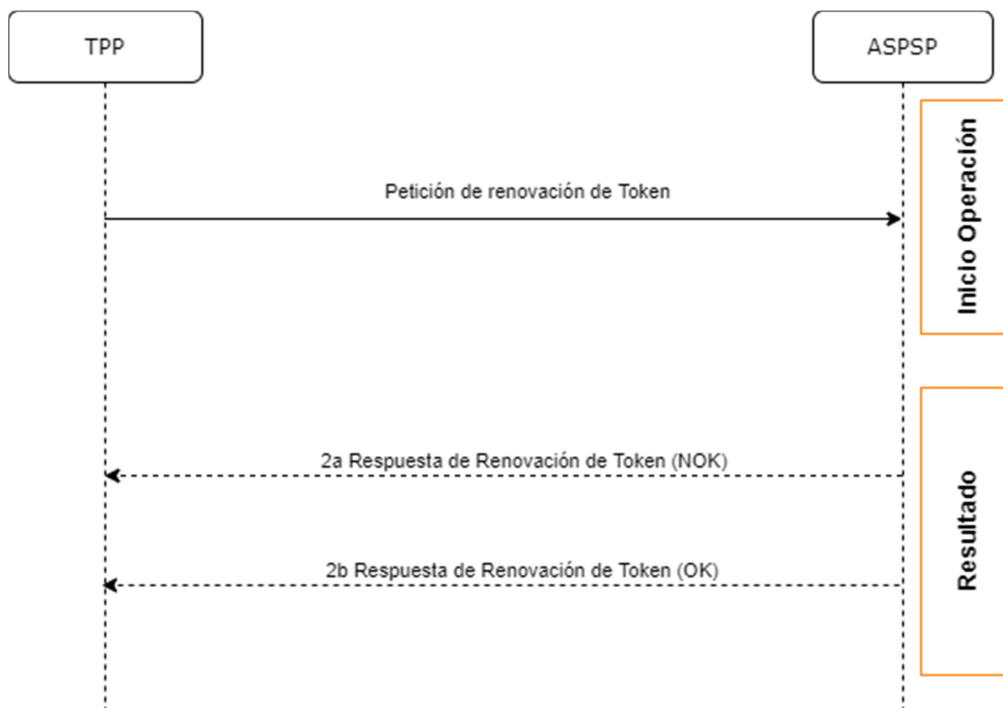 TPP
ASPSP
Petición de renovación de Token
Inicio Operación
2a Respuesta de Renovación de Token (NOK)
2b Respuesta de Renovación de Token (OK)
Resultado